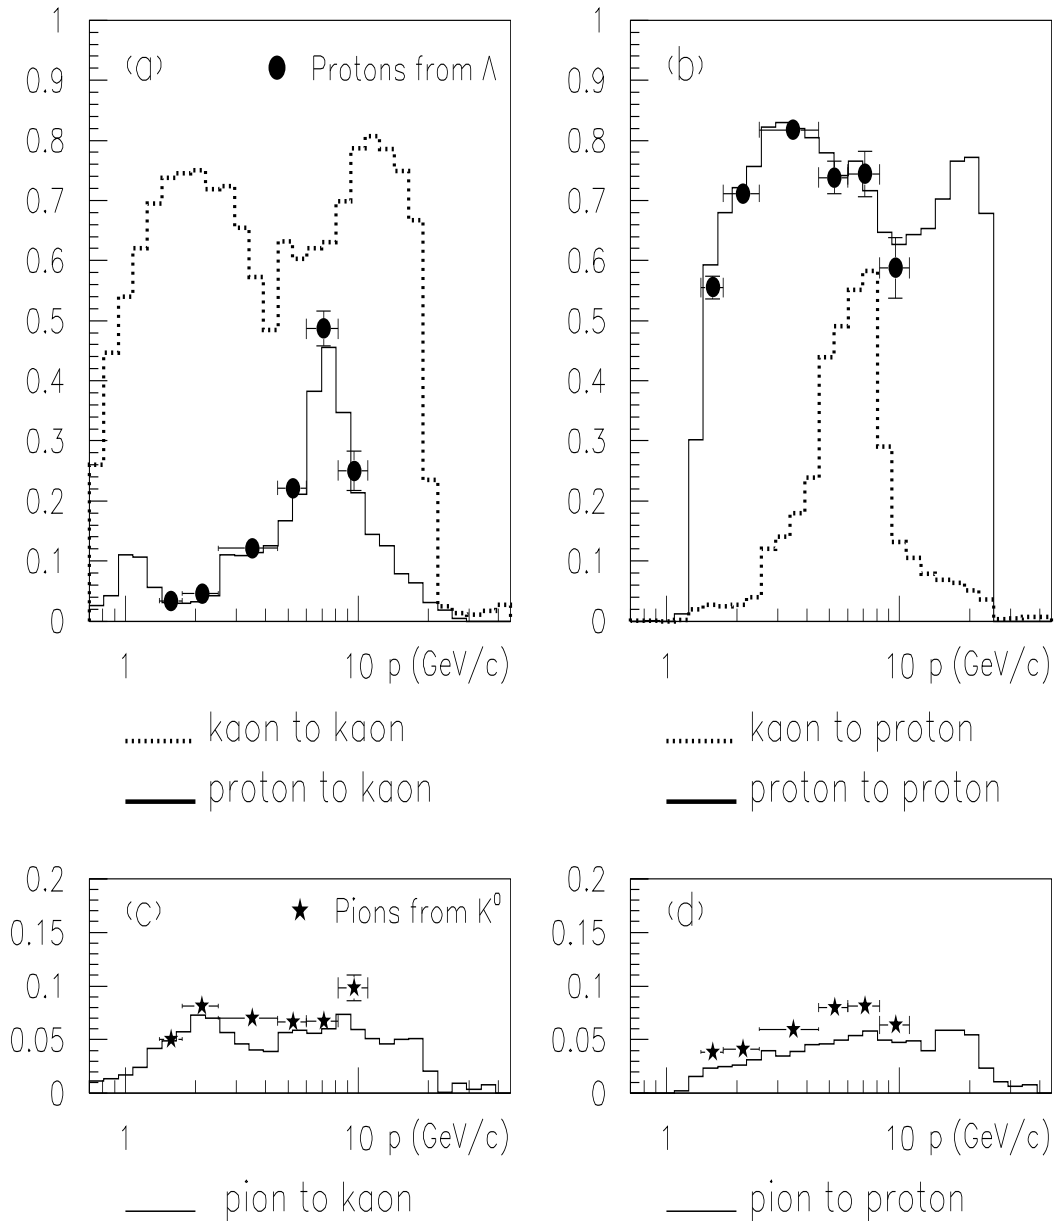 1
0.9
0.8
0.7
0.6
0.5
0.4
0.3
0.2
0.1
0
(a)
Protons from Λ
1
10 p (GeV/c)
kaon to kaon
proton to kaon
1
0.9
0.8
0.7
0.6
0.5
0.4
0.3
0.2
0.1
0
(b)
1
10 p (GeV/c)
kaon to proton
proton to proton
0.2
0.15
0.1
0.05
0
(c)
Pions from K⁰
1
10 p (GeV/c)
pion to kaon
0.2
0.15
0.1
0.05
0
(d)
1
10 p (GeV/c)
pion to proton